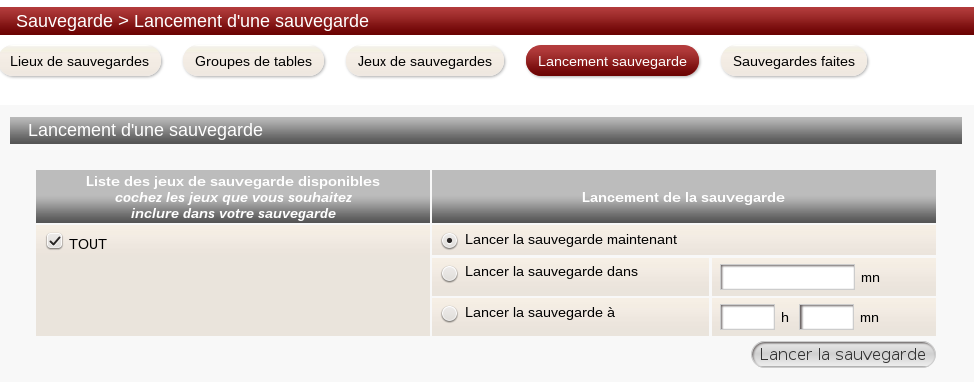 Sauvegarde > Lancement d'une sauvegarde
Lieux de sauvegardes Groupes de tables Jeux de sauvegardes Lancement sauvegarde Sauvegardes faites
Lancement d'une sauvegarde
Liste des jeux de sauvegarde disponibles
cochez les jeux que vous souhaitez
inclure dans votre sauvegarde
Lancement de la sauvegarde
TOUT
Lancer la sauvegarde maintenant
Lancer la sauvegarde dans mn
Lancer la sauvegarde à h mn
Lancer la sauvegarde